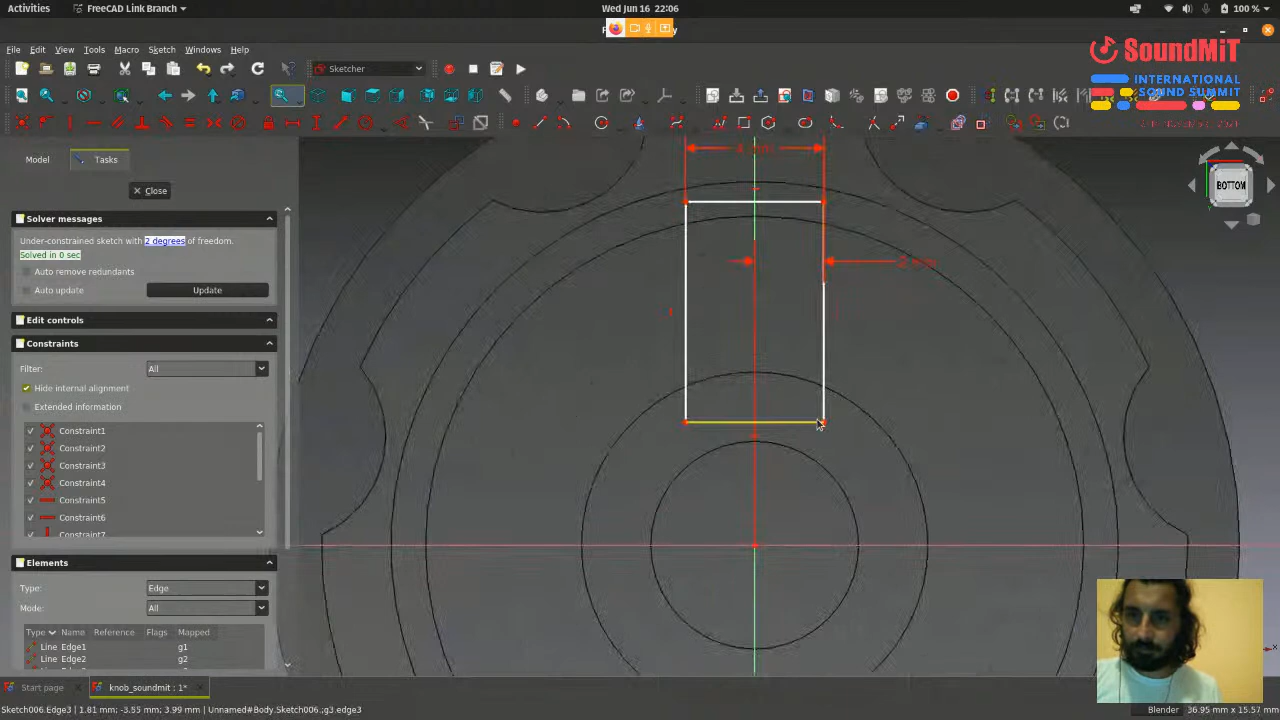 Activities
FreeCAD Link Branch
Wed Jun 16 22:06
100 %
File Edit View Tools Macro Sketch Windows Help
Sketcher
SoundMiT
INTERNATIONAL
SOUND SUMMIT
Model
Tasks
Close
Solver messages
Under-constrained sketch with 2 degrees of freedom.
Solved in 0 sec
Auto remove redundants
Auto update
Update
Edit controls
Constraints
Filter:
All
Hide internal alignment
Extended information
Constraint1
Constraint2
Constraint3
Constraint4
Constraint5
Constraint6
Constraint7
Elements
Type:
Edge
Mode:
All
Type Name Reference Flags Mapped
Line Edge1 g1
Line Edge2 g2
BOTTOM
Start page
knob_soundmit : 1*
Sketch006.Edge3 | 1.81 mm; -3.55 mm; 3.99 mm | Unnamed#Body.Sketch006.;g3.edge3
Blender
36.95 mm x 15.57 mm